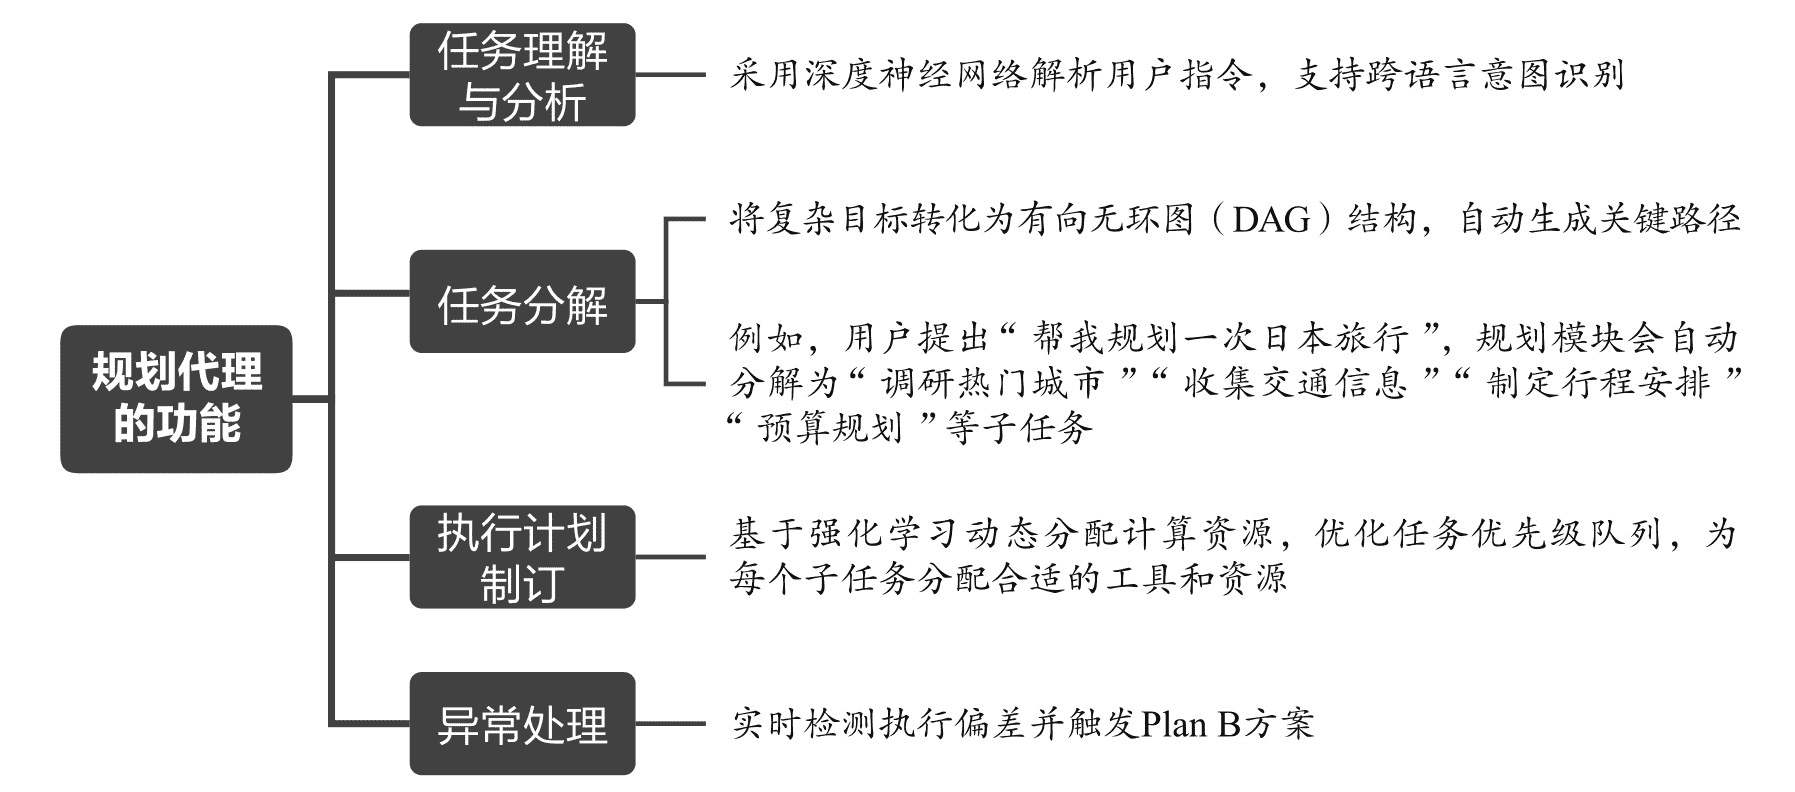 规划代理
的功能
任务理解
与分析
采用深度神经网络解析用户指令，支持跨语言意图识别
任务分解
将复杂目标转化为有向无环图（DAG）结构，自动生成关键路径
例如，用户提出“帮我规划一次日本旅行”，规划模块会自动
分解为“调研热门城市”“收集交通信息”“制定行程安排”
“预算规划”等子任务
执行计划
制订
基于强化学习动态分配计算资源，优化任务优先级队列，为
每个子任务分配合适的工具和资源
异常处理
实时检测执行偏差并触发Plan B方案